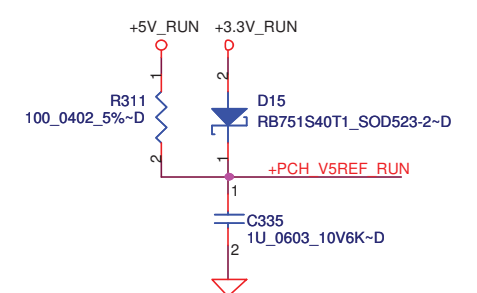 +5V_RUN
+3.3V_RUN
1
2
R311
100_0402_5%~D
D15
RB751S40T1_SOD523-2~D
2
1
+PCH_V5REF_RUN
1
C335
1U_0603_10V6K~D
2